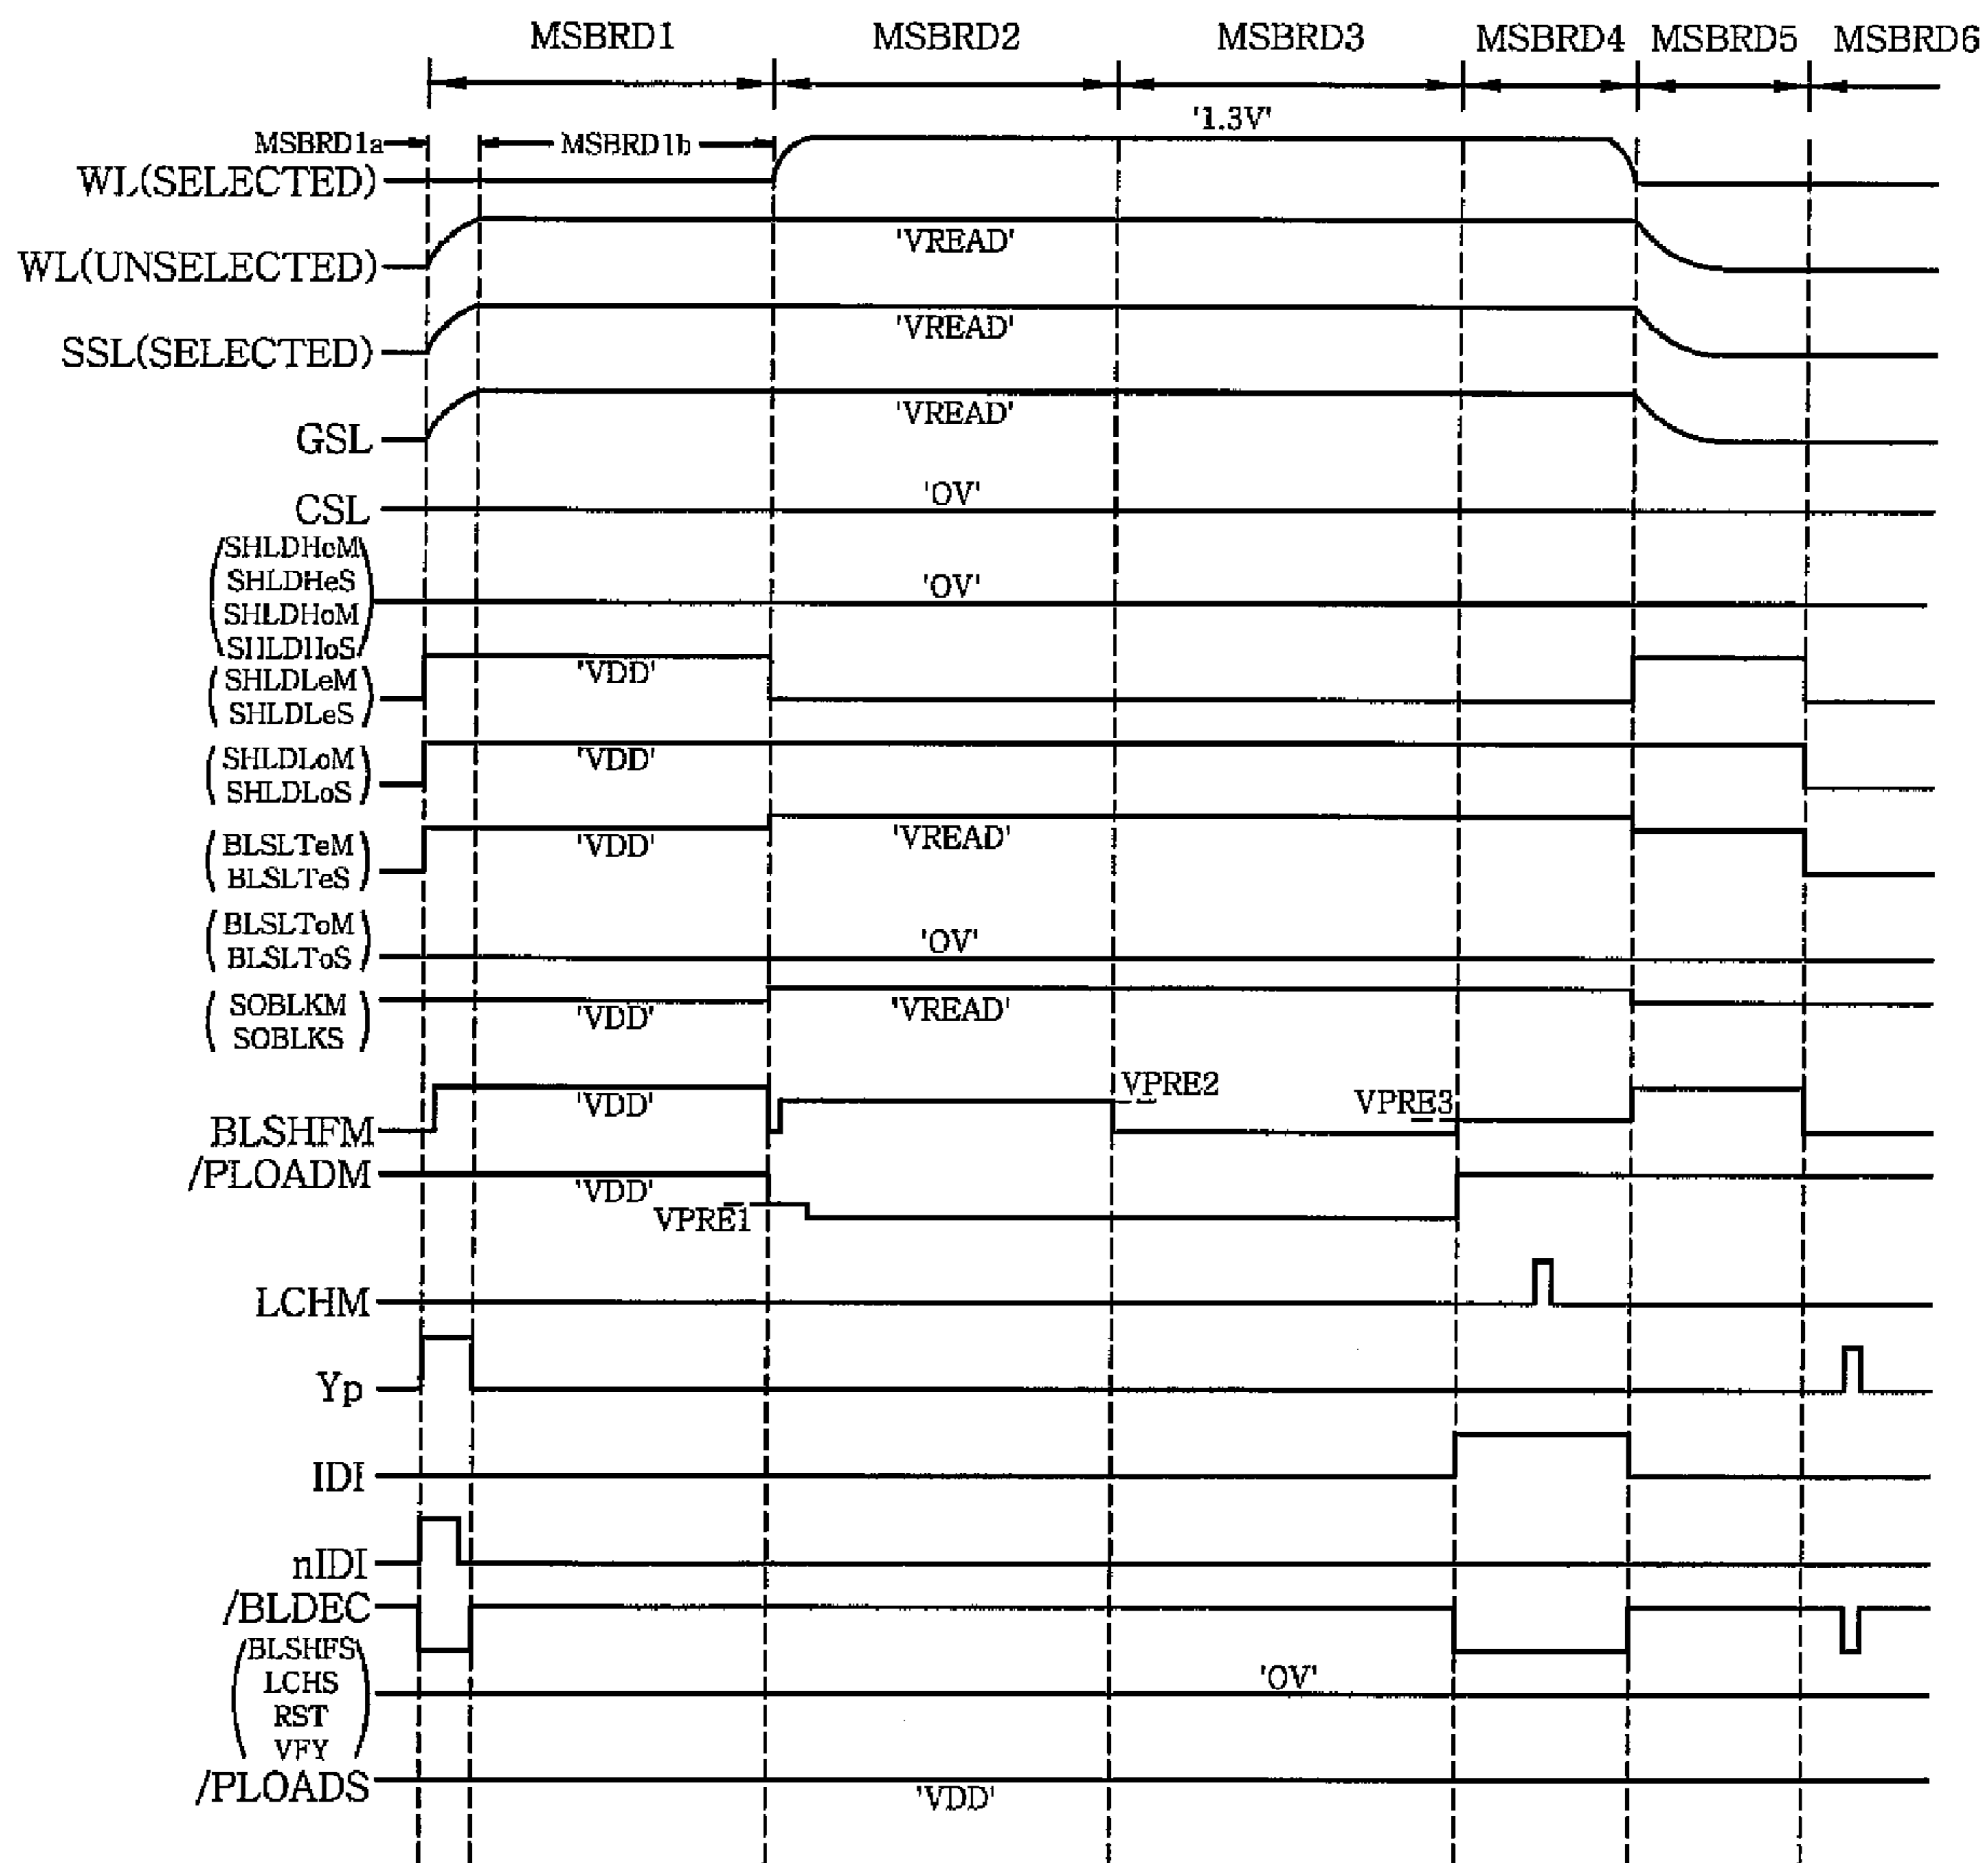 MSBRD1 MSBRD2 MSBRD3 MSBRD4 MSBRD5 MSBRD6
'1.3V'
MSBRD1a MSBRD1b
WL(SELECTED)
'VREAD'
WL(UNSELECTED)
'VREAD'
SSL(SELECTED)
'VREAD'
GSL
'OV'
CSL
SHLDHoM
SHLDHeS 'OV'
SHLDHoM
SHLDHoS
'VDD'
SHLDLeM
SHLDLeS
SHLDLoM 'VDD'
SHLDLoS
BLSLTeM 'VDD' 'VREAD'
BLSLTeS
BLSLToM
BLSLToS 'OV'
SOBLKM 'VDD' 'VREAD'
SOBLKS
VPRE2
'VDD' VPRE3
BLSHFM
/PLOADM
'VDD'
VPRE1
LCHM
Yp
IDI
nIDI
/BLDEC
BLSHFS
LCHS 'OV'
RST
VFY
/PLOADS
'VDD'